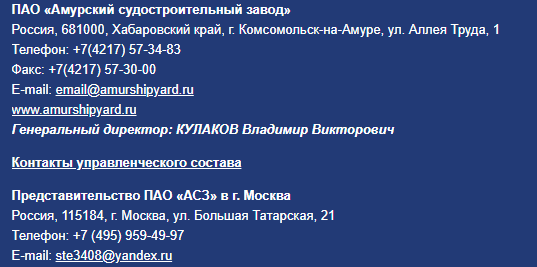 ПАО «Амурский судостроительный завод»
Россия, 681000, Хабаровский край, г. Комсомольск-на-Амуре, ул. Аллея Труда, 1
Телефон: +7(4217) 57-34-83
Факс: +7(4217) 57-30-00
E-mail: email@amurshipyard.ru
www.amurshipyard.ru
Генеральный директор: КУЛАКОВ Владимир Викторович
Контакты управленческого состава
Представительство ПАО «АСЗ» в г. Москва
Россия, 115184, г. Москва, ул. Большая Татарская, 21
Телефон: +7 (495) 959-49-97
E-mail: ste3408@yandex.ru